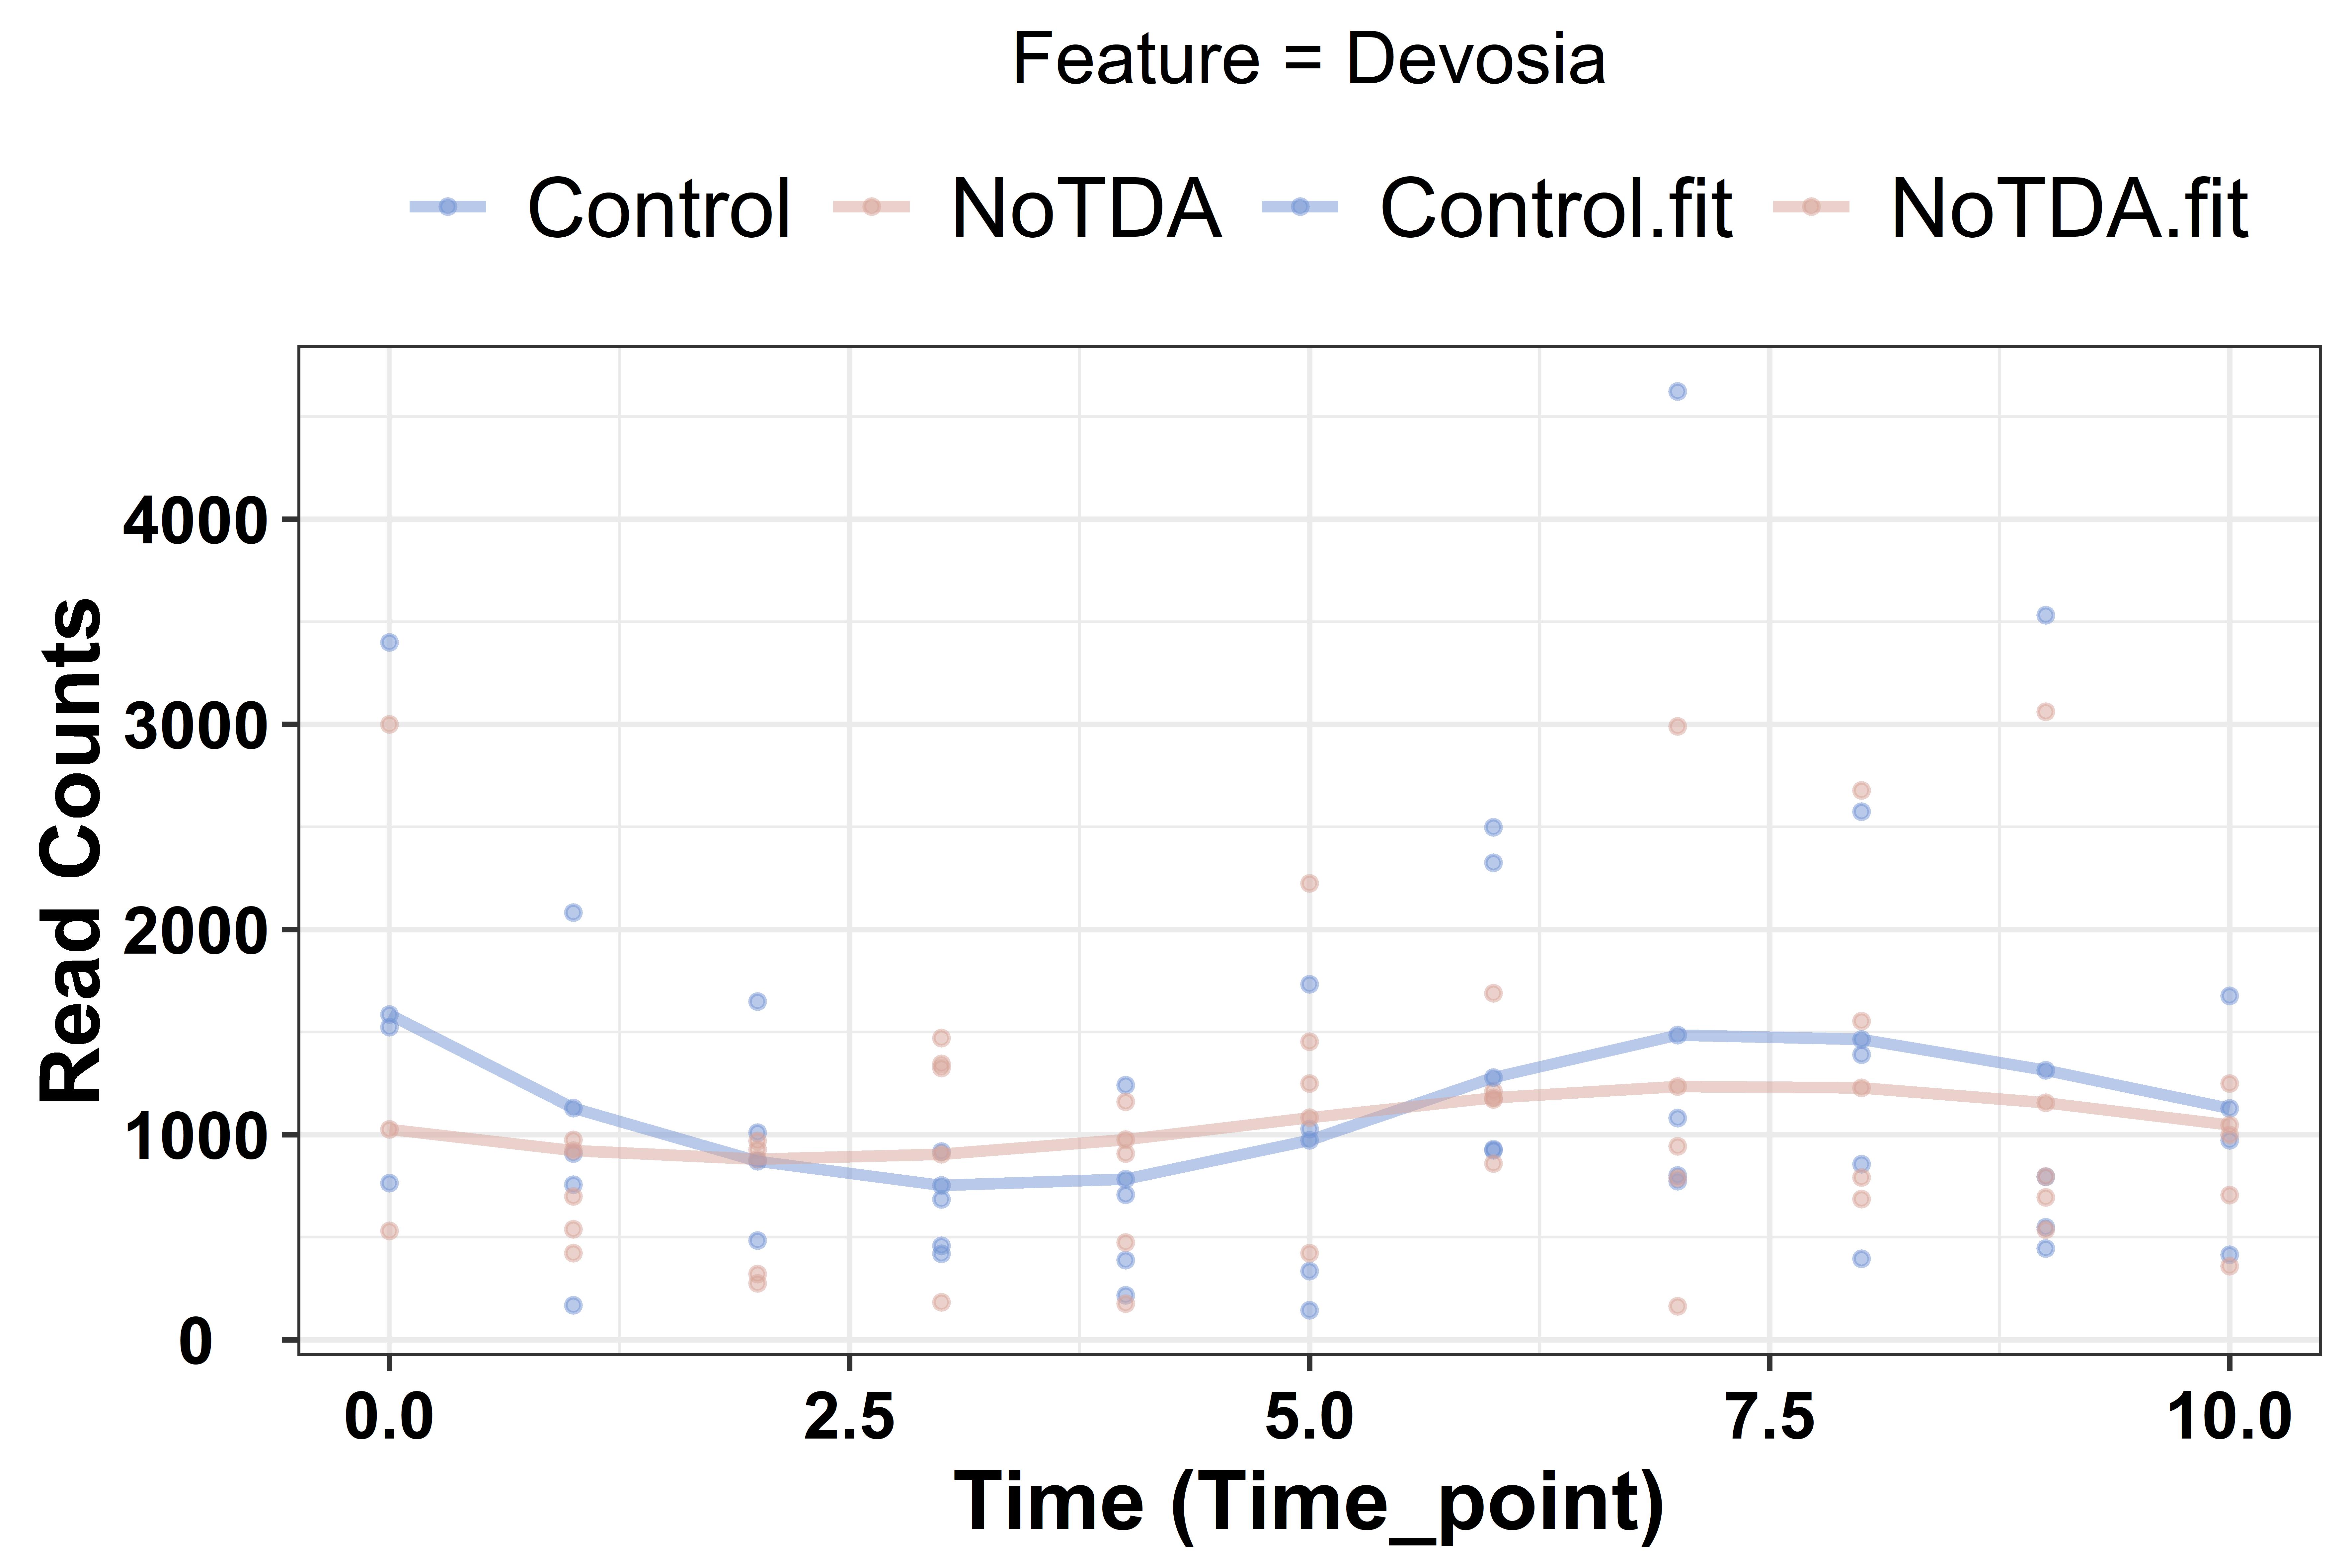 Feature = Devosia
Control NoTDA Control.fit NoTDA.fit
Read Counts
4000
3000
2000
1000
0
0.0 2.5 5.0 7.5 10.0
Time (Time_point)